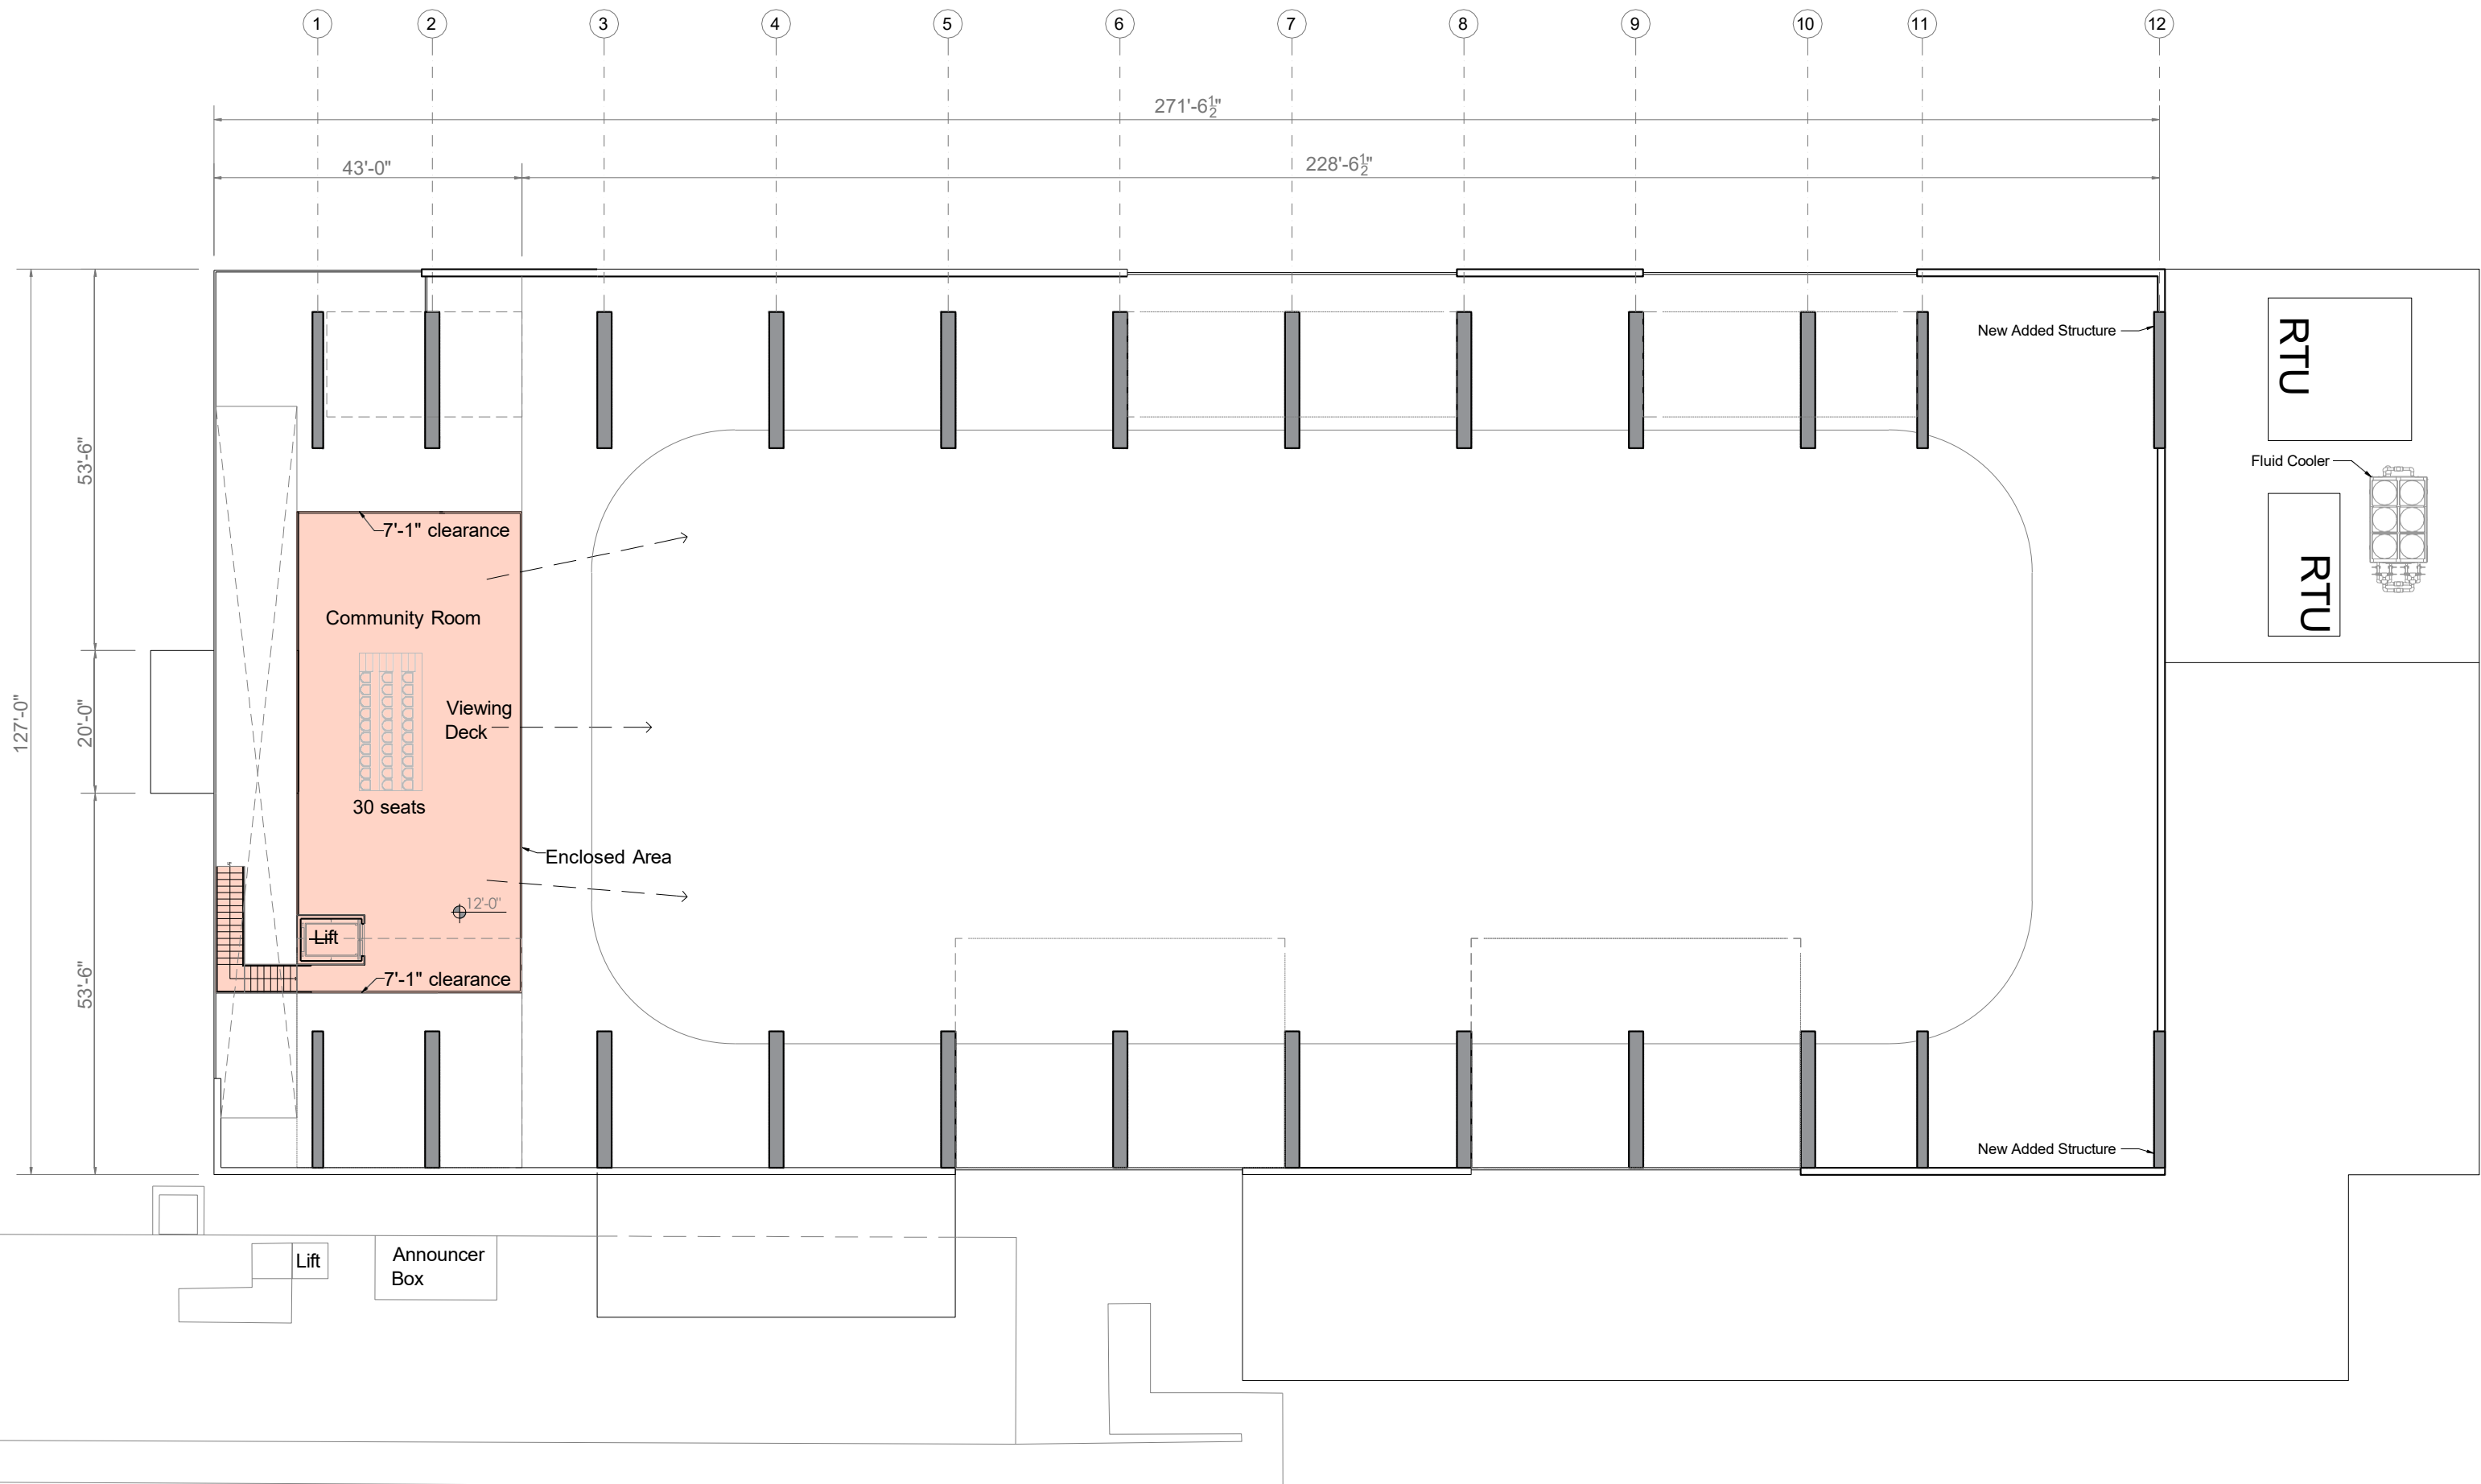 1 2 3 4 5 6 7 8 9 10 11 12
271'-6½"
43'-0"
228'-6½"
New Added Structure
RTU
53'-6"
Fluid Cooler
7'-1" clearance
RTU
Community Room
127'-0"
20'-0"
Viewing
Deck
30 seats
Enclosed Area
12'-0"
Lift
53'-6"
7'-1" clearance
New Added Structure
Lift
Announcer
Box